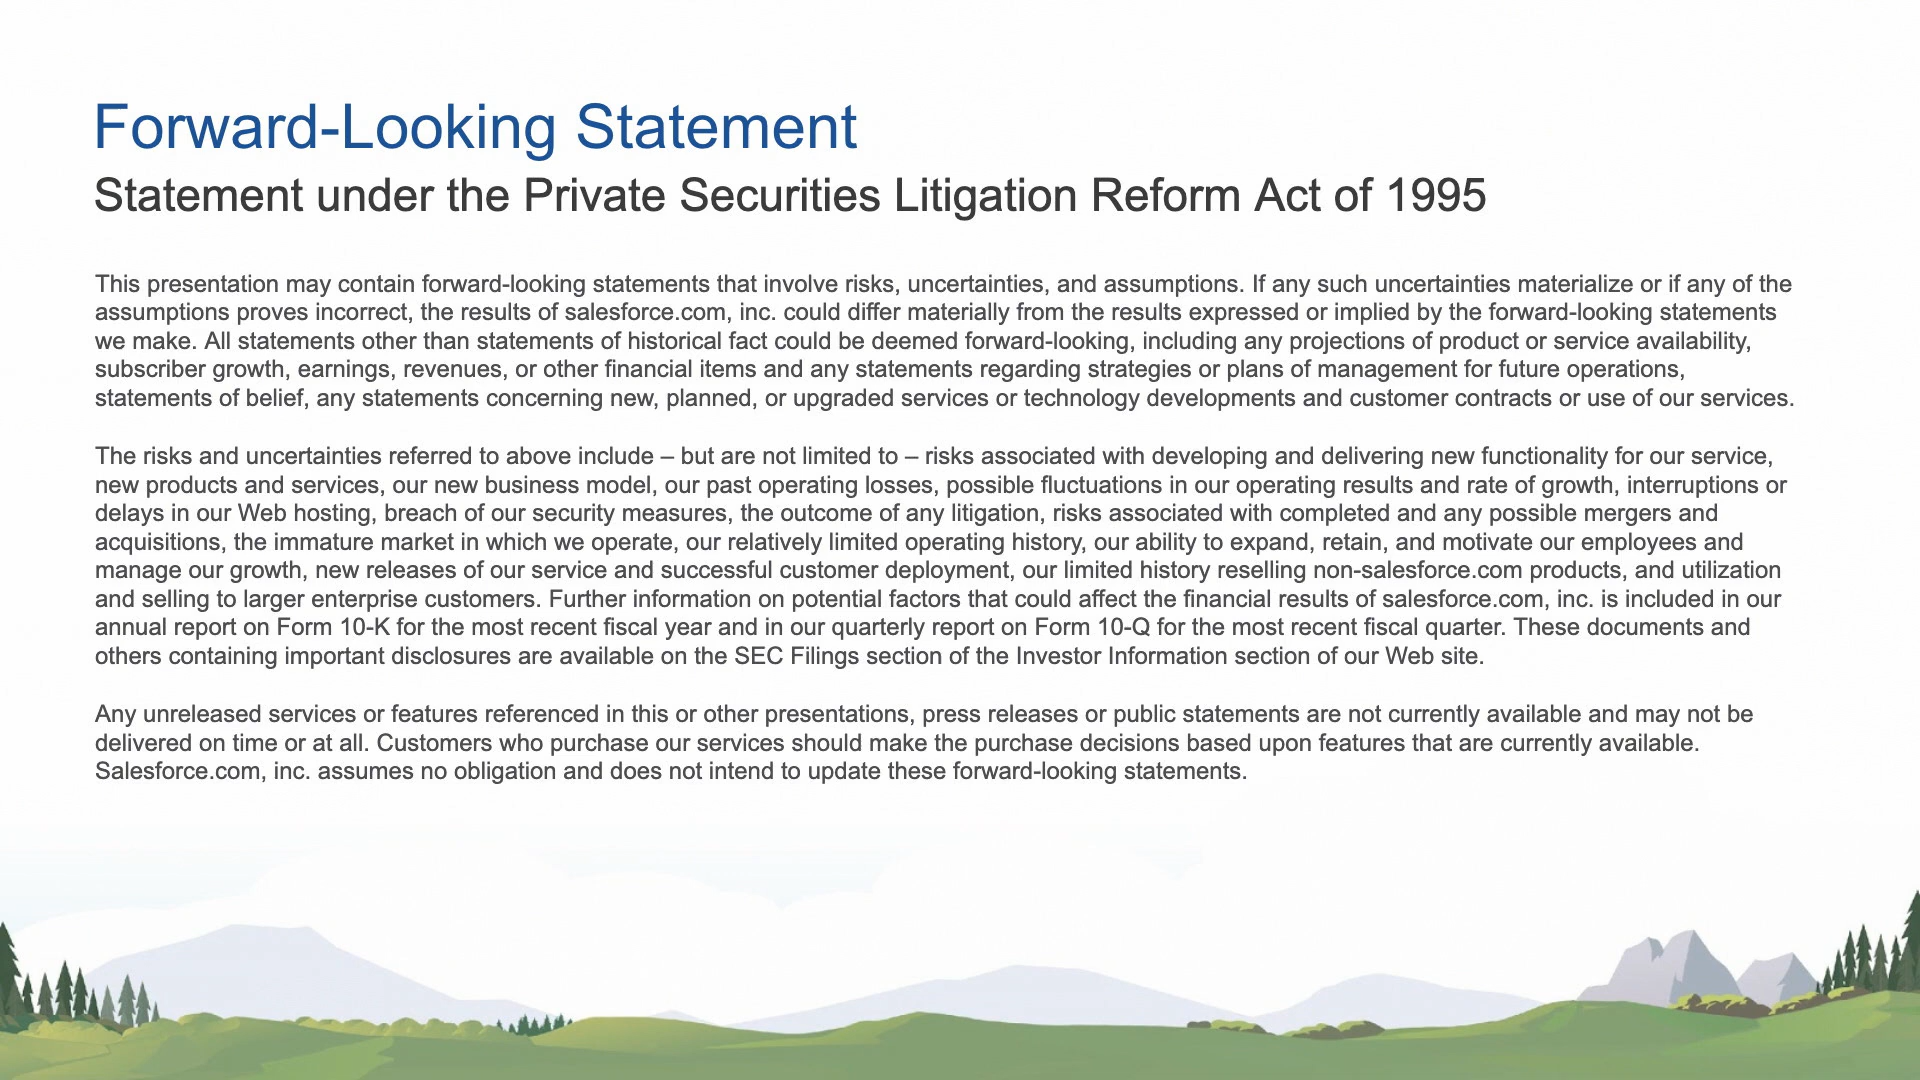 Forward-Looking Statement
Statement under the Private Securities Litigation Reform Act of 1995
This presentation may contain forward-looking statements that involve risks, uncertainties, and assumptions. If any such uncertainties materialize or if any of the
assumptions proves incorrect, the results of salesforce.com, inc. could differ materially from the results expressed or implied by the forward-looking statements
we make. All statements other than statements of historical fact could be deemed forward-looking, including any projections of product or service availability,
subscriber growth, earnings, revenues, or other financial items and any statements regarding strategies or plans of management for future operations,
statements of belief, any statements concerning new, planned, or upgraded services or technology developments and customer contracts or use of our services.
The risks and uncertainties referred to above include – but are not limited to – risks associated with developing and delivering new functionality for our service,
new products and services, our new business model, our past operating losses, possible fluctuations in our operating results and rate of growth, interruptions or
delays in our Web hosting, breach of our security measures, the outcome of any litigation, risks associated with completed and any possible mergers and
acquisitions, the immature market in which we operate, our relatively limited operating history, our ability to expand, retain, and motivate our employees and
manage our growth, new releases of our service and successful customer deployment, our limited history reselling non-salesforce.com products, and utilization
and selling to larger enterprise customers. Further information on potential factors that could affect the financial results of salesforce.com, inc. is included in our
annual report on Form 10-K for the most recent fiscal year and in our quarterly report on Form 10-Q for the most recent fiscal quarter. These documents and
others containing important disclosures are available on the SEC Filings section of the Investor Information section of our Web site.
Any unreleased services or features referenced in this or other presentations, press releases or public statements are not currently available and may not be
delivered on time or at all. Customers who purchase our services should make the purchase decisions based upon features that are currently available.
Salesforce.com, inc. assumes no obligation and does not intend to update these forward-looking statements.